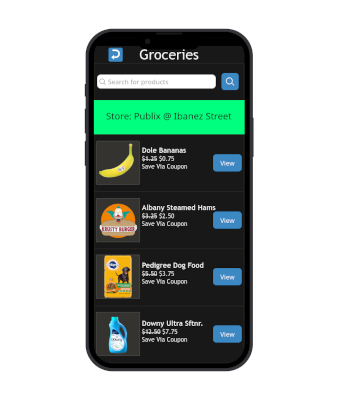 Groceries
Search for products
Store: Publix @ Ibanez Street
Dole Bananas
$1.25 $0.75
Save Via Coupon
View
Albany Steamed Hams
$3.25 $2.50
Save Via Coupon
View
FRUITY BURGER
Pedigree Dog Food
$5.50 $3.75
Save Via Coupon
View
Downy Ultra Sftnr.
$12.50 $7.75
Save Via Coupon
View